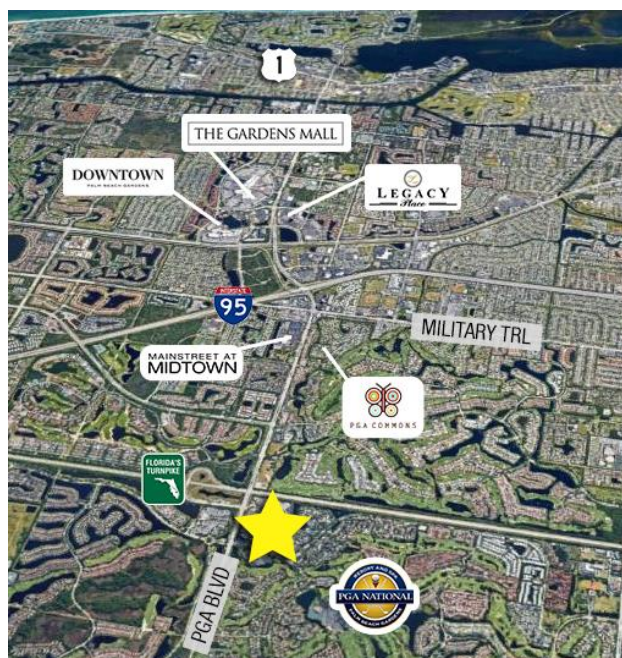 1
THE GARDENS MALL
DOWNTOWN
PALM BEACH GARDENS
LEGACY
Place
INTERSTATE
95
MILITARY TRL
MAINSTREET AT
MIDTOWN
PGA COMMONS
FLORIDA'S
TURNPIKE
RESORT AND SPA
PGA NATIONAL
PALM BEACH GARDENS
PGA BLVD